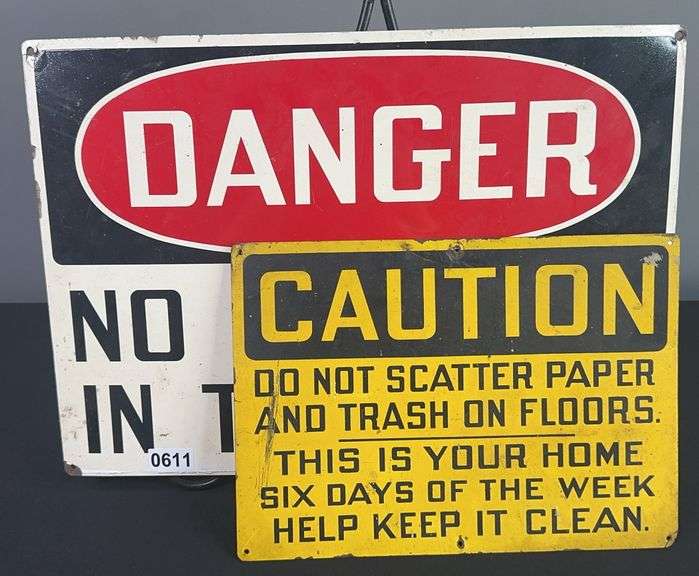 DANGER
NO
IN
0611
CAUTION
DO NOT SCATTER PAPER
AND TRASH ON FLOORS.
THIS IS YOUR HOME
SIX DAYS OF THE WEEK
HELP KEEP IT CLEAN.